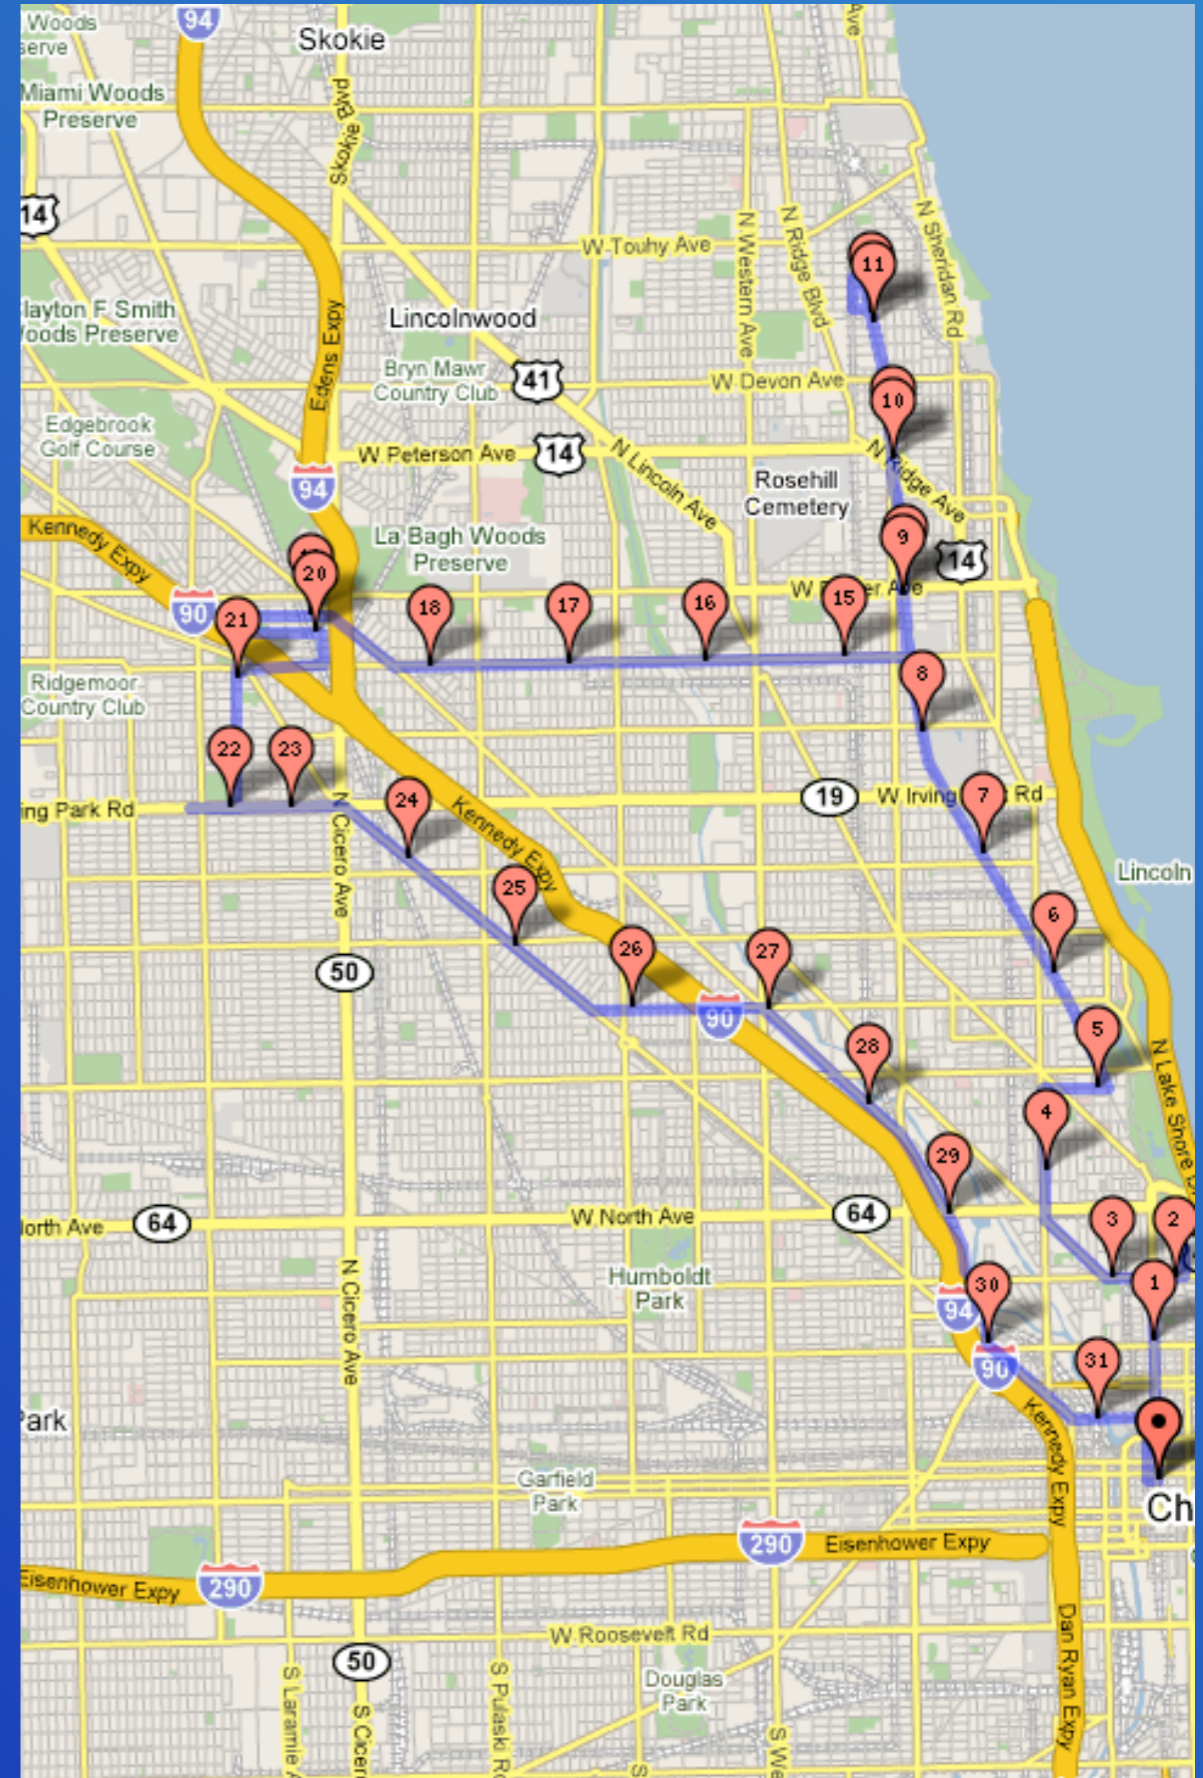 Woods
serve
94
Skokie
Ave
Miami Woods
Preserve
Skokie Blvd
14
W Touhy Ave
N Western Ave
N Ridge Blvd
N Sheridan Rd
11
layton F Smith
oods Preserve
Lincolnwood
Edens Expy
Bryn Mawr
Country Club
41
W Devon Ave
10
Edgebrook
Golf Course
W Peterson Ave
14
N Lincoln Ave
N Ridge Ave
94
Rosehill
Cemetery
Kennedy Expy
La Bagh Woods
Preserve
9
14
20
90
21
18
17
16
W
er Ave
15
8
Ridgemoor
Country Club
22
23
24
ing Park Rd
N Cicero Ave
Kennedy Expy
19
W Irving
7
Rd
Lincoln
25
6
26
27
50
90
5
28
N Lake Shore D
4
29
64
orth Ave
W North Ave
64
3
2
1
N Cicero Ave
Humboldt
Park
94
30
90
31
Park
Kennedy Expy
Garfield
Park
Ch
290
Eisenhower Expy
Eisenhower Expy
290
W Roosevelt Rd
Dan Ryan Expy
50
S Laramie A
S Cicer
S Pulaski Rd
Douglas
Park
S We
S